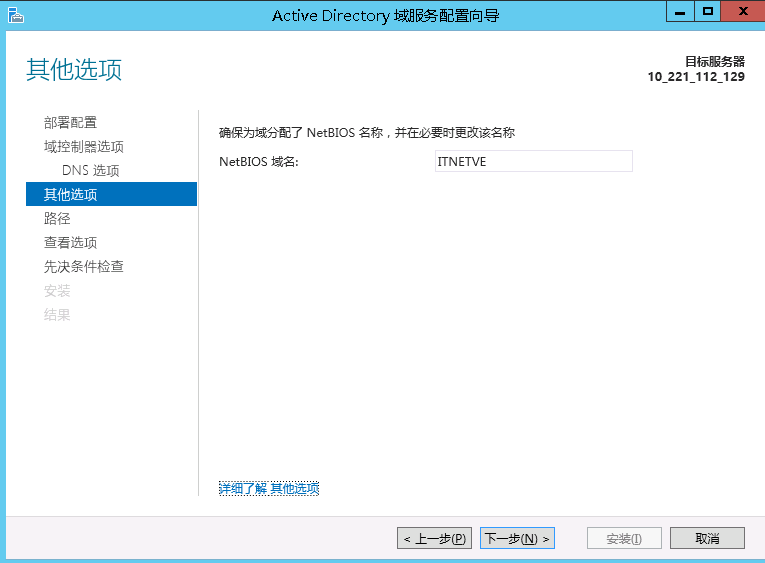 Active Directory 域服务配置向导
其他选项
目标服务器
10_221_112_129
部署配置
域控制器选项
DNS 选项
其他选项
路径
查看选项
先决条件检查
安装
结果
确保为域分配了 NetBIOS 名称，并在必要时更改该名称
NetBIOS 域名: ITNETVE
详细了解 其他选项
< 上一步(P) 下一步(N) > 安装(I) 取消